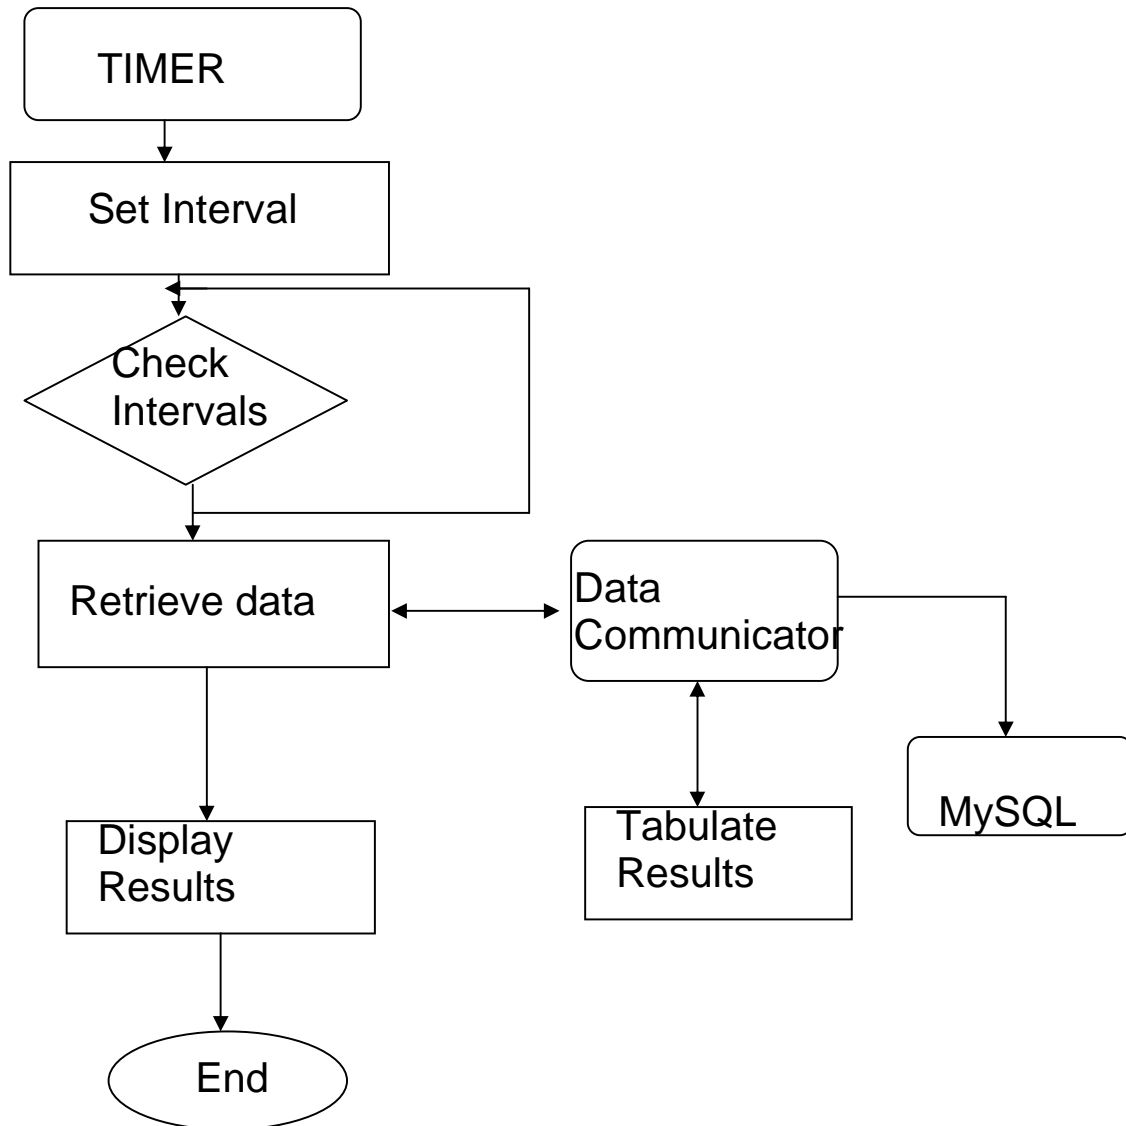 TIMER
Set Interval
Check
Intervals
Retrieve data
Data
Communicator
Display
Results
Tabulate
Results
MySQL
End